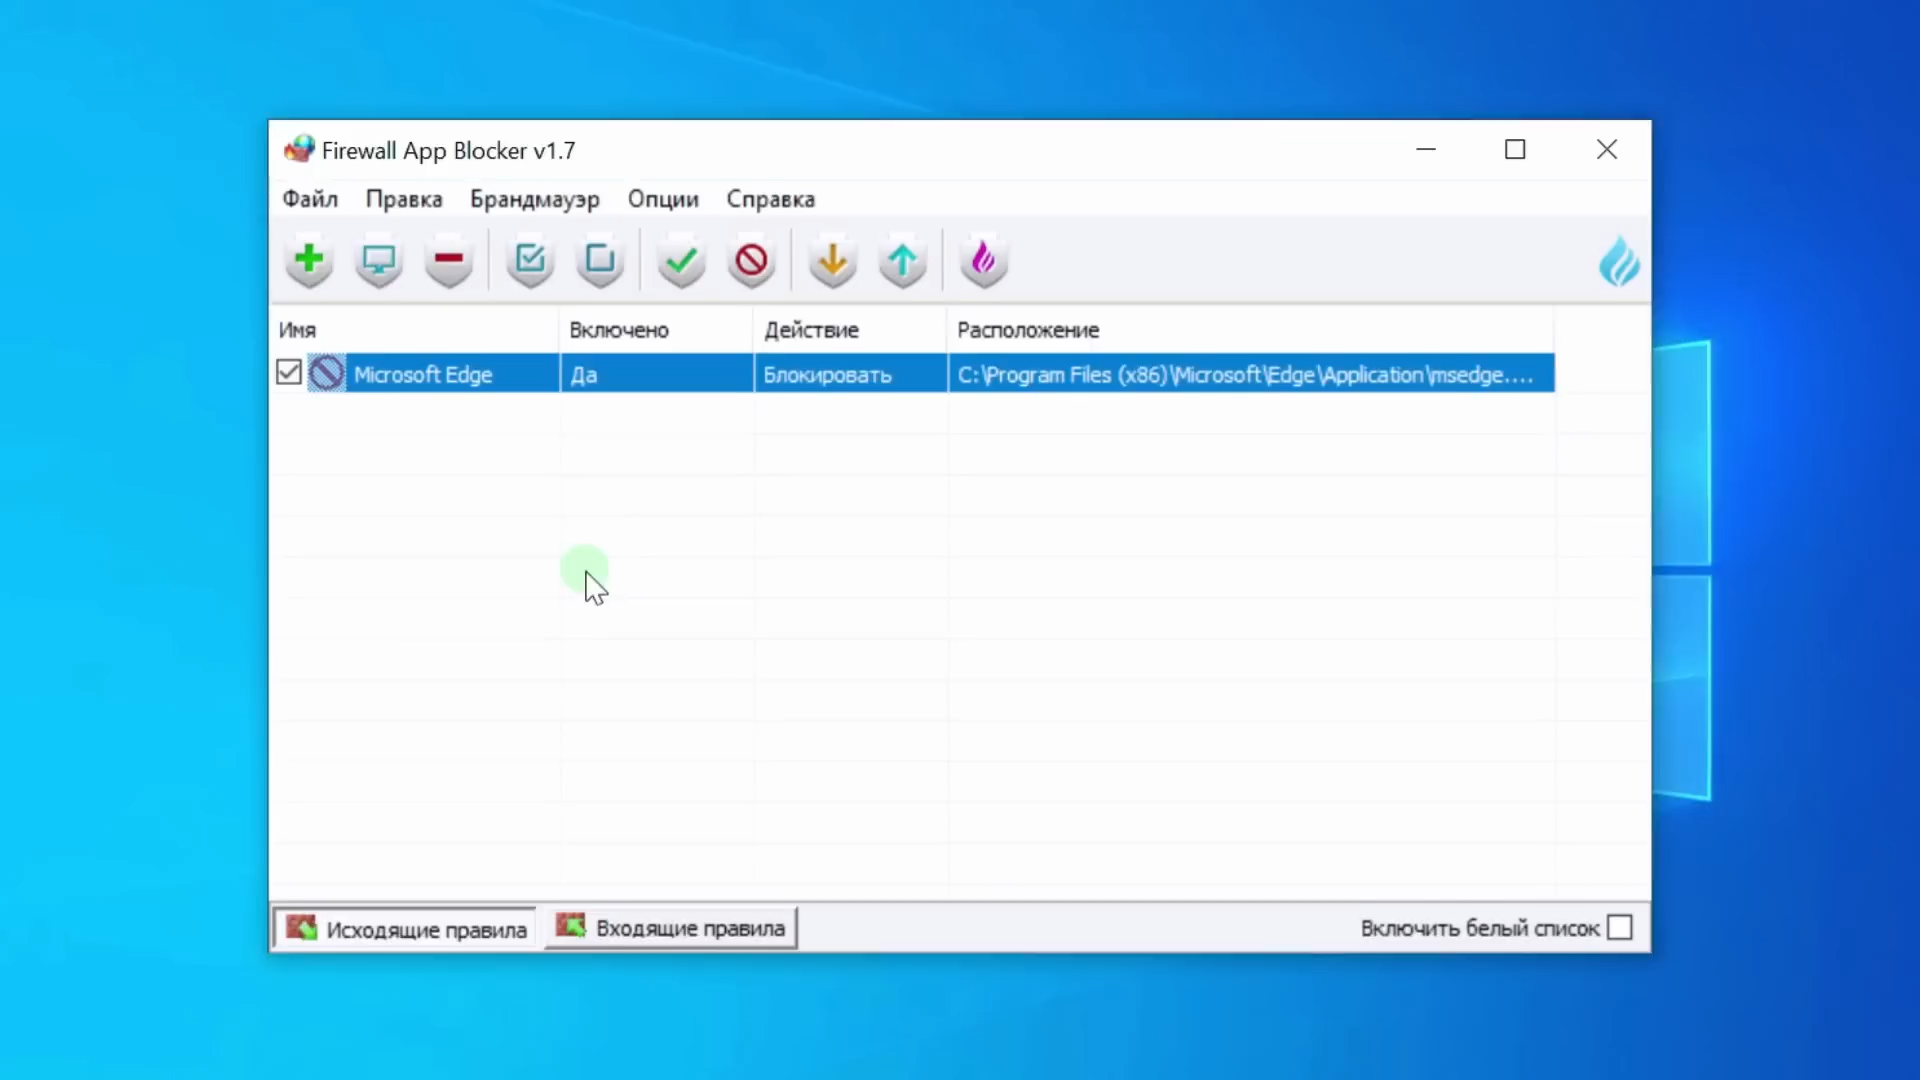 Firewall App Blocker v1.7
Файл Правка Брандмауэр Опции Справка
Имя Включено Действие Расположение
Microsoft Edge Да Блокировать C:\Program Files (x86)\Microsoft\Edge\Application\msedge....
Исходящие правила Входящие правила Включить белый список